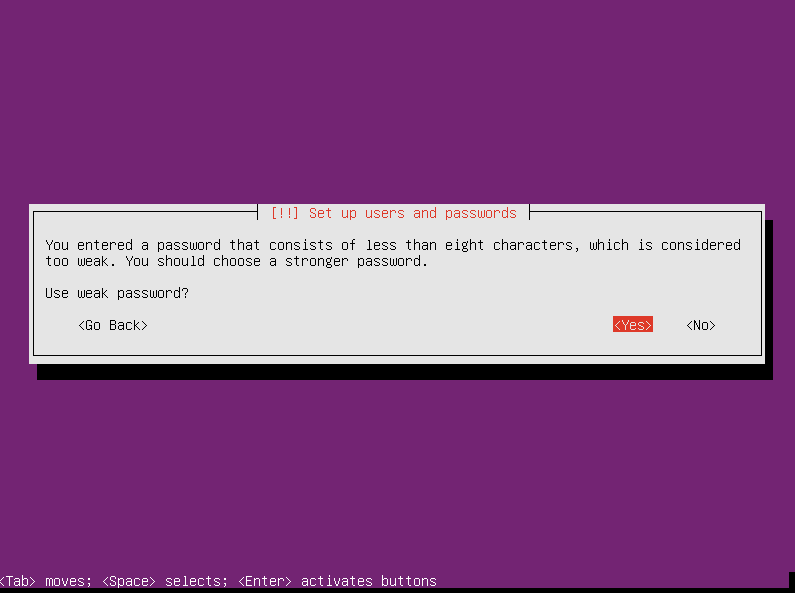 [!!] Set up users and passwords
You entered a password that consists of less than eight characters, which is considered
too weak. You should choose a stronger password.
Use weak password?
<Go Back> <Yes> <No>
<Tab> moves; <Space> selects; <Enter> activates buttons